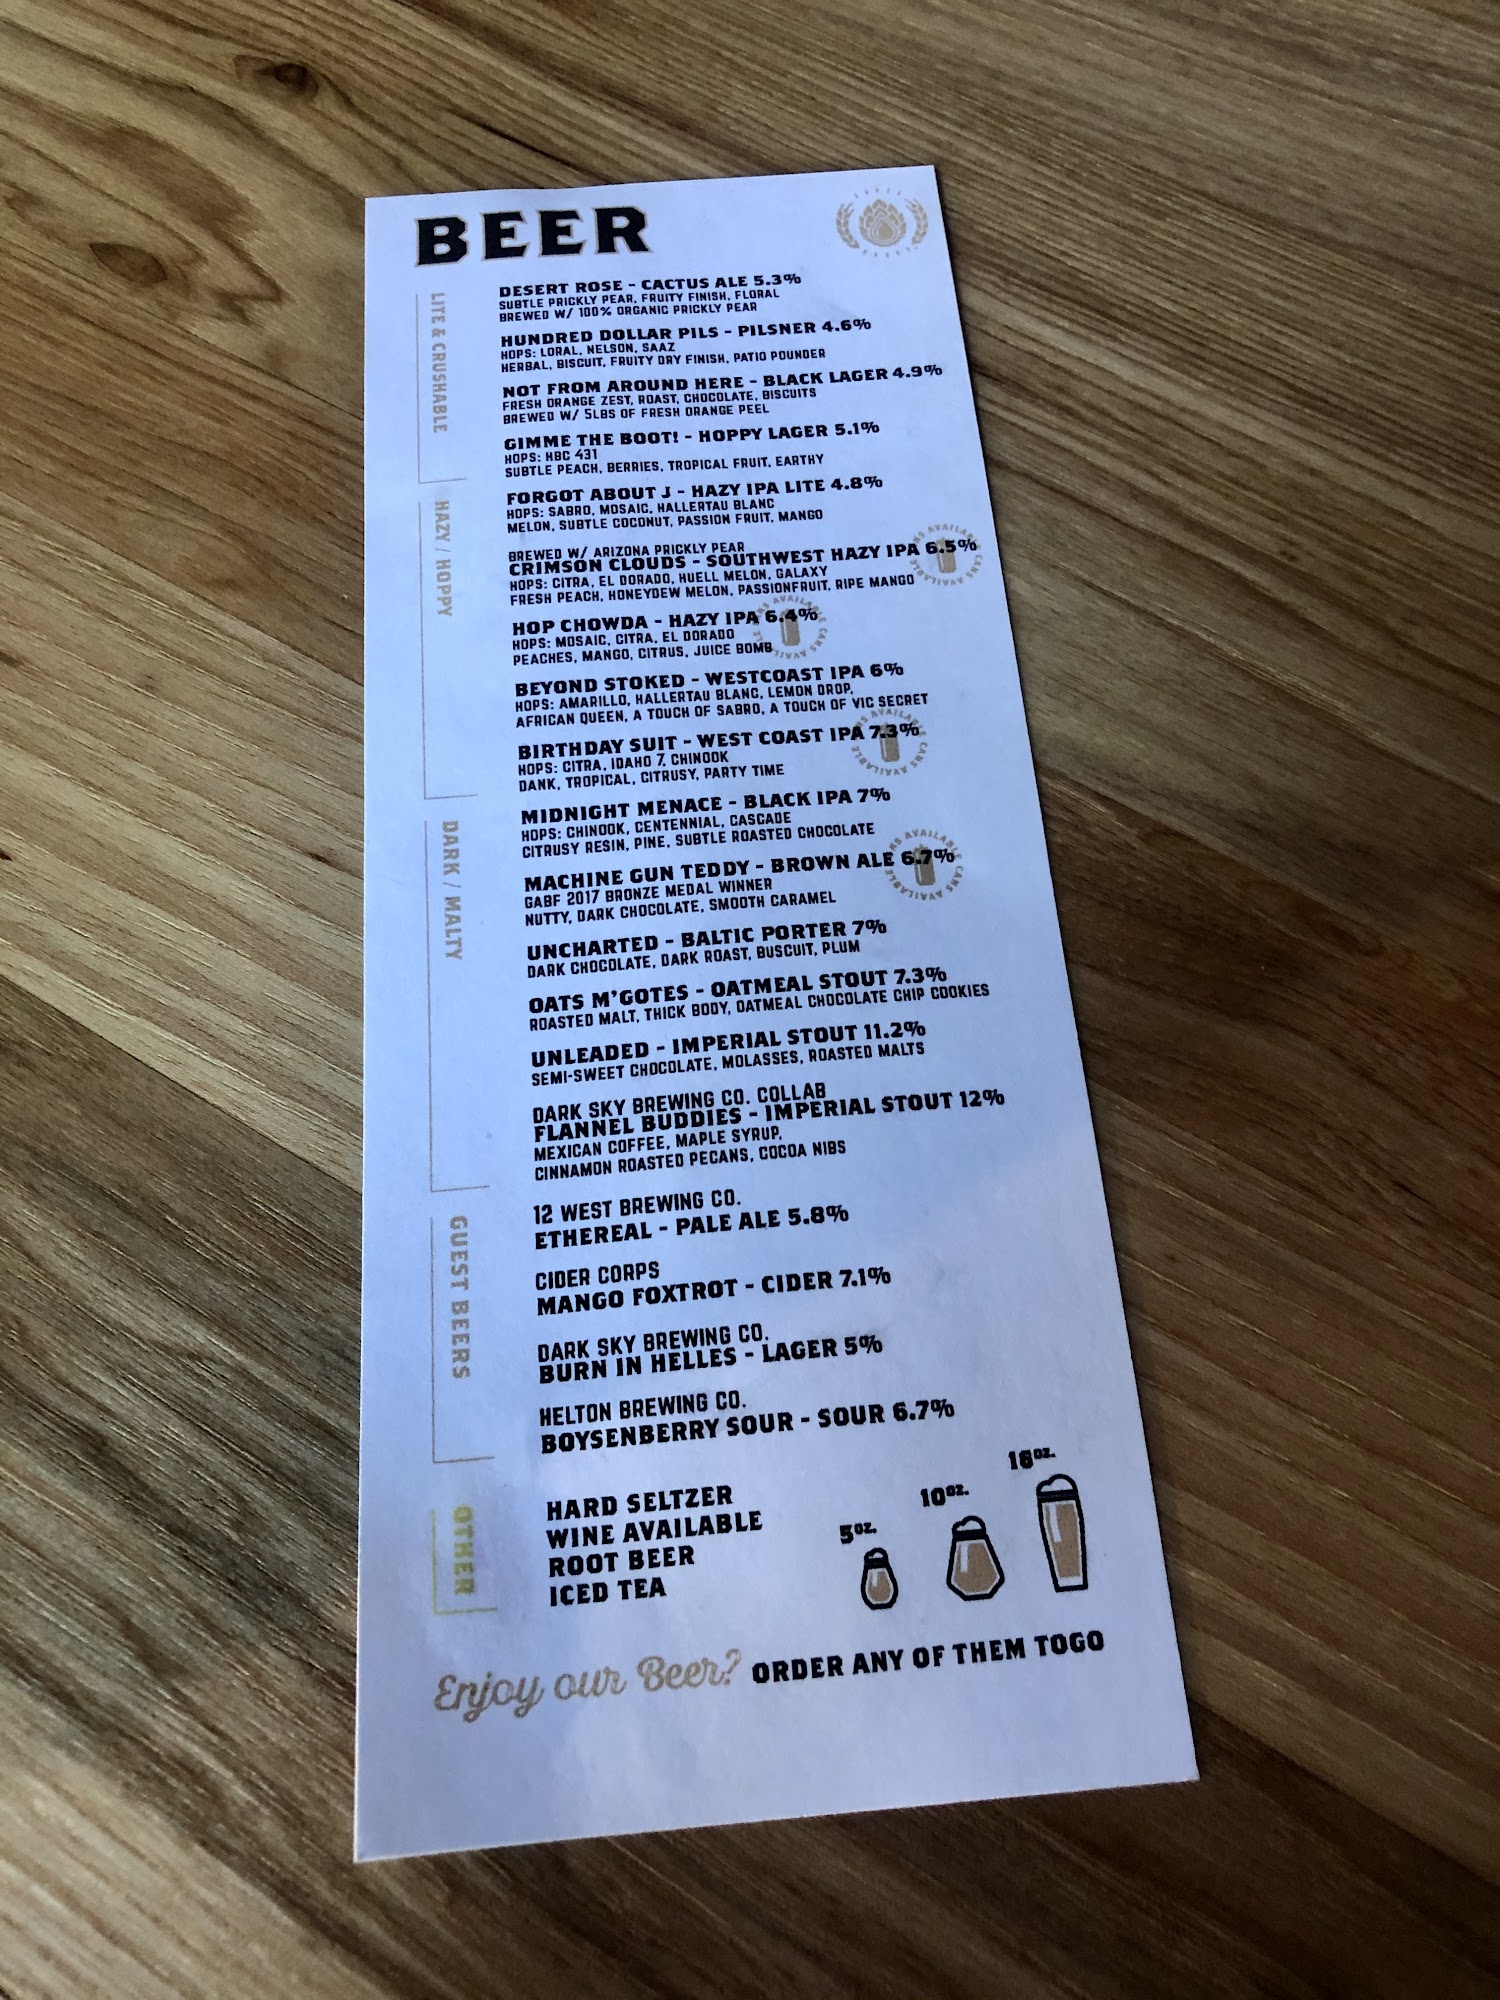 BEER
LITE & CRUSHABLE
DESERT ROSE - CACTUS ALE 5.3%
SUBTLE PRICKLY PEAR, FRUITY FINISH, FLORAL
BREWED W/ 100% ORGANIC PRICKLY PEAR
HUNDRED DOLLAR PILS - PILSNER 4.6%
HOPS: LORAL, NELSON, SAAZ
HERBAL, BISCUIT, FRUITY DRY FINISH, PATIO POUNDER
NOT FROM AROUND HERE - BLACK LAGER 4.9%
FRESH ORANGE ZEST, ROAST, CHOCOLATE, BISCUITS
BREWED W/ 5LBS OF FRESH ORANGE PEEL
GIMME THE BOOT! - HOPPY LAGER 5.1%
HOPS: HBC 431
SUBTLE PEACH, BERRIES, TROPICAL FRUIT, EARTHY
HAZY / HOPPY
FORGOT ABOUT J - HAZY IPA LITE 4.8%
HOPS: SABRO, MOSAIC, HALLERTAU BLANC
MELON, SUBTLE COCONUT, PASSION FRUIT, MANGO
BREWED W/ ARIZONA PRICKLY PEAR
CRIMSON CLOUDS - SOUTHWEST HAZY IPA 6.5%
CANS AVAILABLE CANS AVAILABLE
HOPS: CITRA, EL DORADO, HUELL MELON, GALAXY
FRESH PEACH, HONEYDEW MELON, PASSIONFRUIT, RIPE MANGO
HOP CHOWDA - HAZY IPA 6.4%
CANS AVAILABLE CANS AVAILABLE
HOPS: MOSAIC, CITRA, EL DORADO
PEACHES, MANGO, CITRUS, JUICE BOMB
BEYOND STOKED - WESTCOAST IPA 6%
HOPS: AMARILLO, HALLERTAU BLANC, LEMON DROP,
AFRICAN QUEEN, A TOUCH OF SABRO, A TOUCH OF VIC SECRET
BIRTHDAY SUIT - WEST COAST IPA 7.3%
CANS AVAILABLE CANS AVAILABLE
HOPS: CITRA, IDAHO 7, CHINOOK
DANK, TROPICAL, CITRUSY, PARTY TIME
DARK / MALTY
MIDNIGHT MENACE - BLACK IPA 7%
HOPS: CHINOOK, CENTENNIAL, CASCADE
CITRUSY RESIN, PINE, SUBTLE ROASTED CHOCOLATE
MACHINE GUN TEDDY - BROWN ALE 6.7%
CANS AVAILABLE CANS AVAILABLE
GABF 2017 BRONZE MEDAL WINNER
NUTTY, DARK CHOCOLATE, SMOOTH CARAMEL
UNCHARTED - BALTIC PORTER 7%
DARK CHOCOLATE, DARK ROAST, BUSCUIT, PLUM
OATS M'GOTES - OATMEAL STOUT 7.3%
ROASTED MALT, THICK BODY, OATMEAL CHOCOLATE CHIP COOKIES
UNLEADED - IMPERIAL STOUT 11.2%
SEMI-SWEET CHOCOLATE, MOLASSES, ROASTED MALTS
DARK SKY BREWING CO. COLLAB
FLANNEL BUDDIES - IMPERIAL STOUT 12%
MEXICAN COFFEE, MAPLE SYRUP,
CINNAMON ROASTED PECANS, COCOA NIBS
GUEST BEERS
12 WEST BREWING CO.
ETHEREAL - PALE ALE 5.8%
CIDER CORPS
MANGO FOXTROT - CIDER 7.1%
DARK SKY BREWING CO.
BURN IN HELLES - LAGER 5%
HELTON BREWING CO.
BOYSENBERRY SOUR - SOUR 6.7%
OTHER
HARD SELTZER
WINE AVAILABLE
ROOT BEER
ICED TEA
5OZ.
10OZ.
16OZ.
Enjoy our Beer? ORDER ANY OF THEM TOGO